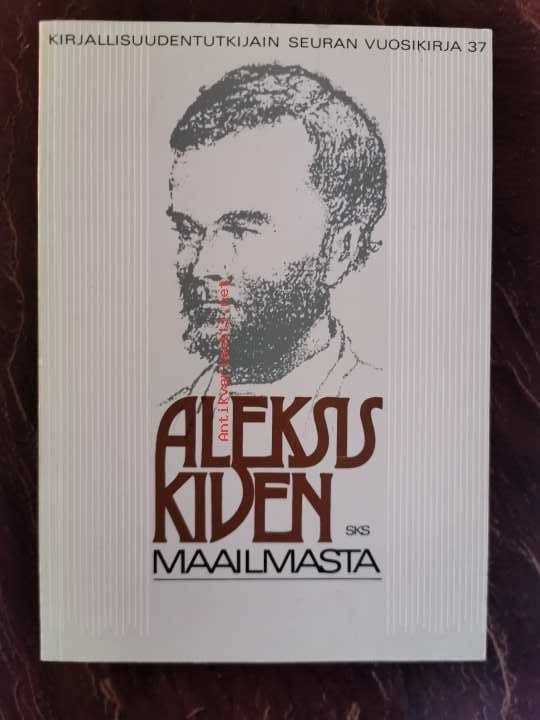 KIRJALLISUUDENTUTKIJAIN SEURAN VUOSIKIRJA 37
Antikvariaatti.net
ALEKSIS
KIVEN
SKS
MAAILMASTA